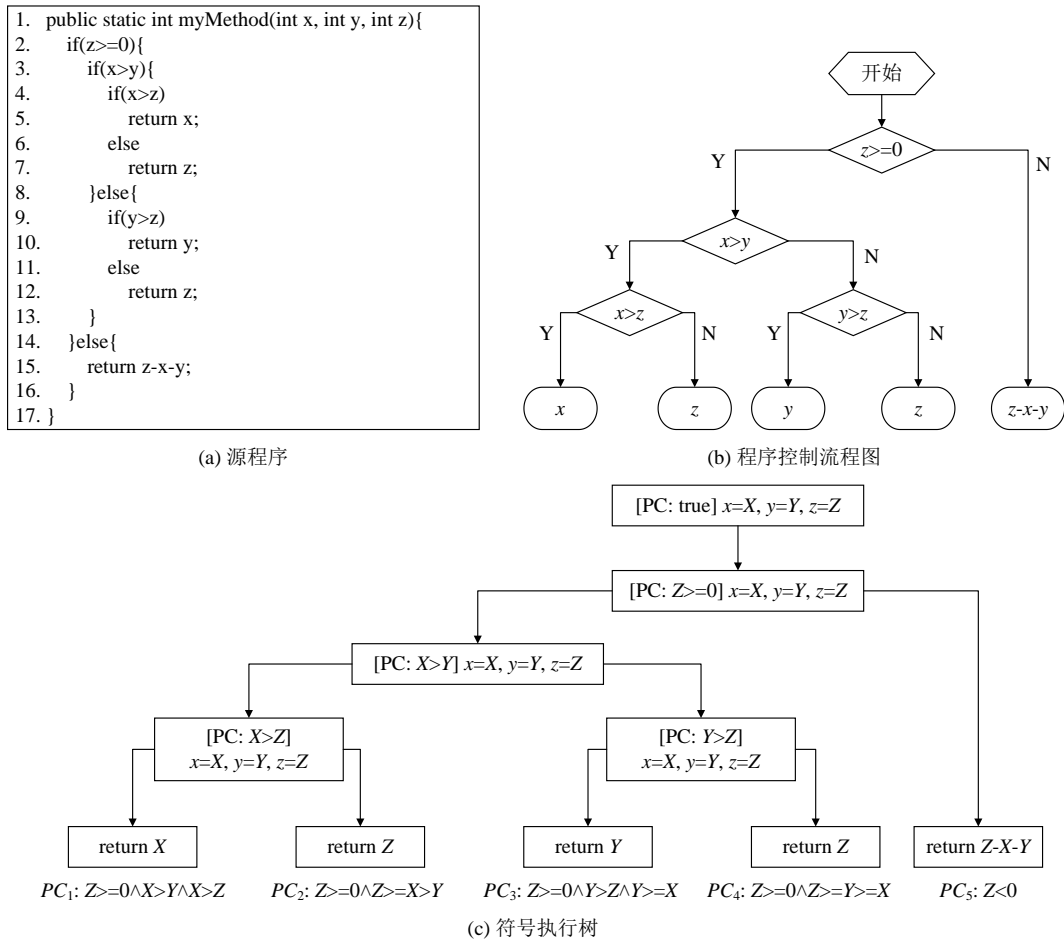 1. public static int myMethod(int x, int y, int z){
2. if(z>=0){
3. if(x>y){
4. if(x>z)
5. return x;
6. else
7. return z;
8. }else{
9. if(y>z)
10. return y;
11. else
12. return z;
13. }
14. }else{
15. return z-x-y;
16. }
17. }
(a) 源程序
开始
z>=0
Y
N
x>y
Y
N
x>z
y>z
Y
N
Y
N
x
z
y
z
z-x-y
(b) 程序控制流程图
[PC: true] x=X, y=Y, z=Z
[PC: Z>=0] x=X, y=Y, z=Z
[PC: X>Y] x=X, y=Y, z=Z
[PC: X>Z]
x=X, y=Y, z=Z
[PC: Y>Z]
x=X, y=Y, z=Z
return X
return Z
return Y
return Z
return Z-X-Y
PC₁: Z>=0∧X>Y∧X>Z
PC₂: Z>=0∧Z>=X>Y
PC₃: Z>=0∧Y>Z∧Y>=X
PC₄: Z>=0∧Z>=Y>=X
PC₅: Z<0
(c) 符号执行树